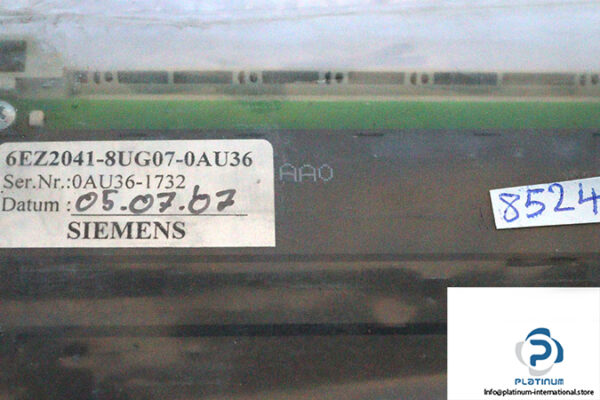 6EZ2041-8UG07-0AU36
Ser.Nr.:0AU36-1732
Datum : 05.07.07
SIEMENS
AA0
8524
PLATINUM
Info@platinum-international.store